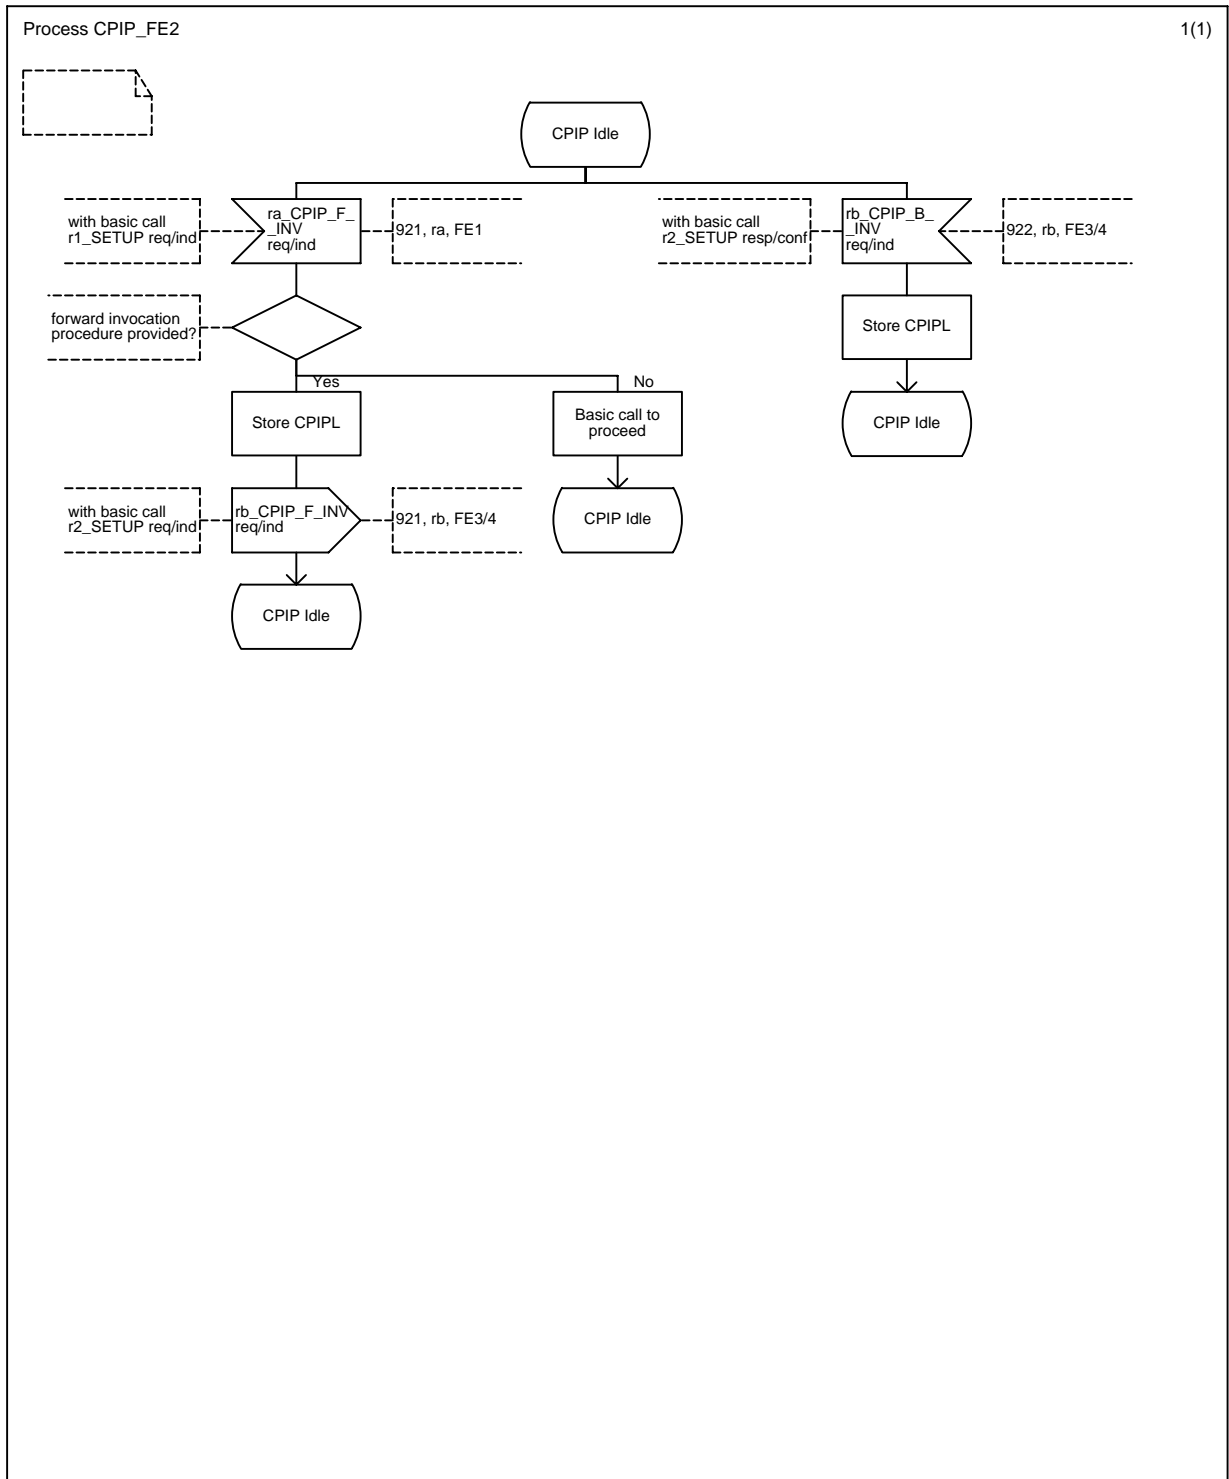 Process CPIP_FE2
1(1)
CPIP Idle
with basic call
r1_SETUP req/ind
ra_CPIP_F_
_INV
req/ind
921, ra, FE1
with basic call
r2_SETUP resp/conf
rb_CPIP_B_
_INV
req/ind
922, rb, FE3/4
forward invocation
procedure provided?
Store CPIPL
Yes
No
Store CPIPL
Basic call to
proceed
CPIP Idle
with basic call
r2_SETUP req/ind
rb_CPIP_F_INV
req/ind
921, rb, FE3/4
CPIP Idle
CPIP Idle